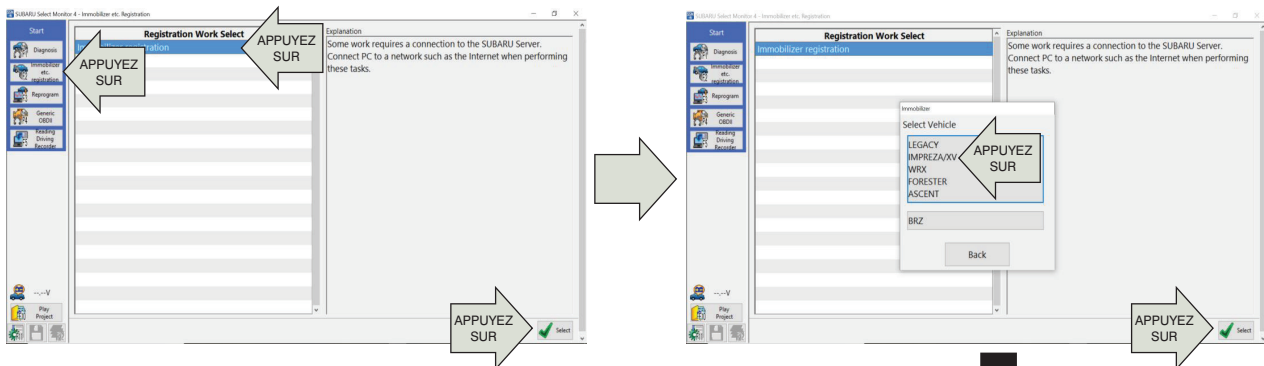 SUBARU Select Monitor 4 - Immobilizer etc. Registration
Start
Diagnosis
Immobilizer
etc.
registration
Reprogram
Generic
OBDII
Reading
Driving
Recorder
--.--V
Play
Project
Registration Work Select
APPUYEZ
SUR
APPUYEZ
SUR
Explanation
Some work requires a connection to the SUBARU Server.
Connect PC to a network such as the Internet when performing
these tasks.
APPUYEZ
SUR
Select
SUBARU Select Monitor 4 - Immobilizer etc. Registration
Start
Diagnosis
Immobilizer
etc.
registration
Reprogram
Generic
OBDII
Reading
Driving
Recorder
--.--V
Play
Project
Registration Work Select
Immobilizer registration
Explanation
Some work requires a connection to the SUBARU Server.
Connect PC to a network such as the Internet when performing
these tasks.
Immobilizer
Select Vehicle
LEGACY
IMPREZA/XV
WRX
FORESTER
ASCENT
APPUYEZ
SUR
BRZ
Back
APPUYEZ
SUR
Select